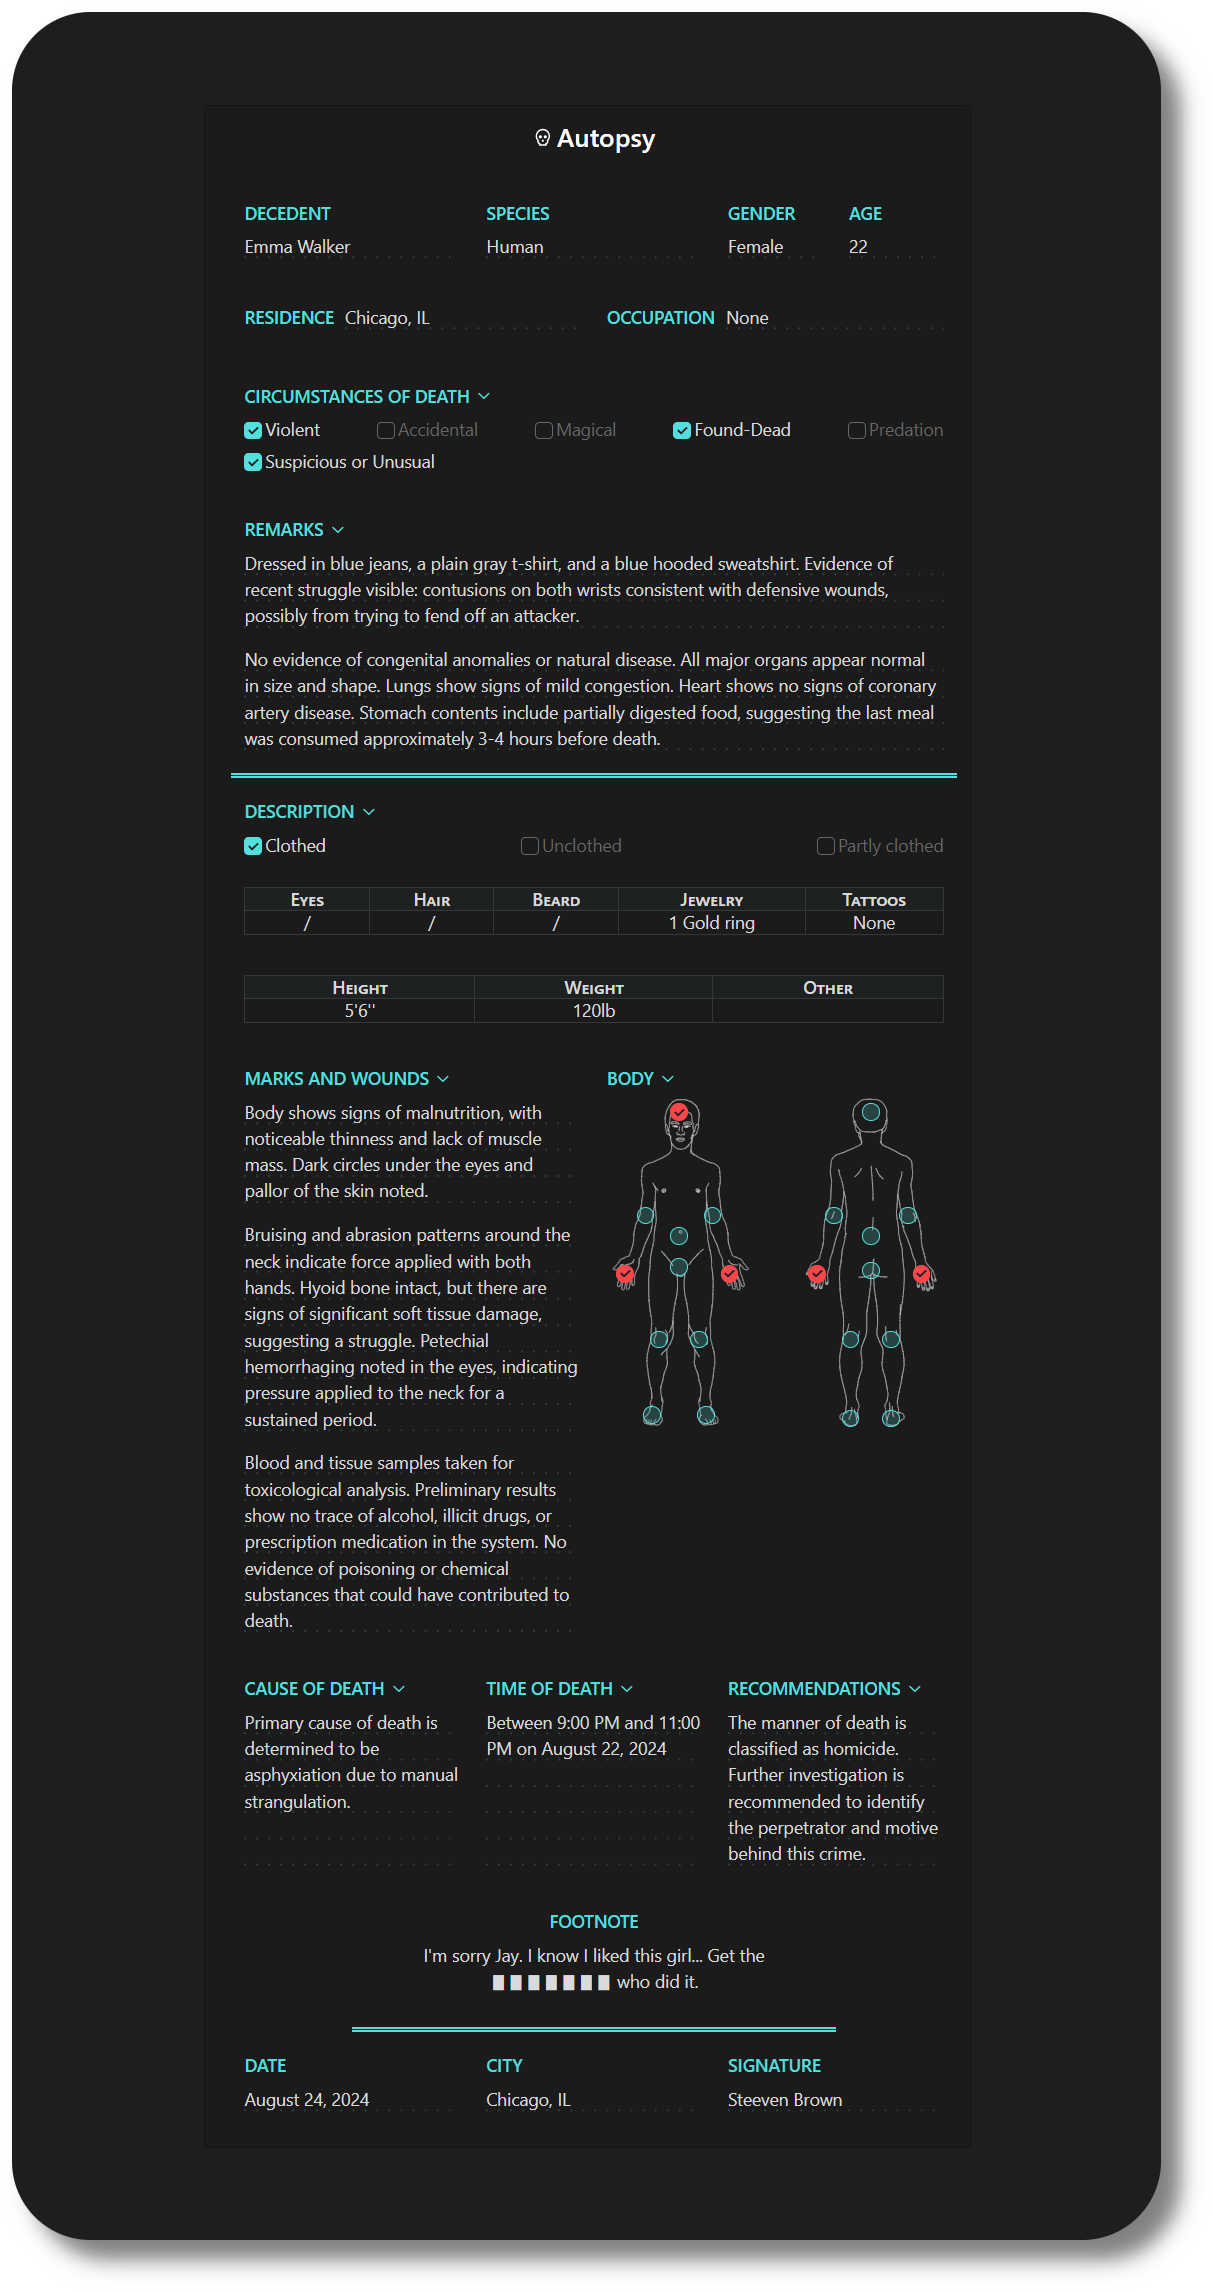 Autopsy
DECEDENT SPECIES GENDER AGE
Emma Walker Human Female 22
RESIDENCE Chicago, IL OCCUPATION None
CIRCUMSTANCES OF DEATH
Violent Accidental Magical Found-Dead Predation
Suspicious or Unusual
REMARKS
Dressed in blue jeans, a plain gray t-shirt, and a blue hooded sweatshirt. Evidence of
recent struggle visible: contusions on both wrists consistent with defensive wounds,
possibly from trying to fend off an attacker.
No evidence of congenital anomalies or natural disease. All major organs appear normal
in size and shape. Lungs show signs of mild congestion. Heart shows no signs of coronary
artery disease. Stomach contents include partially digested food, suggesting the last meal
was consumed approximately 3-4 hours before death.
DESCRIPTION
Clothed Unclothed Partly clothed
Eyes Hair Beard Jewelry Tattoos
/ / / 1 Gold ring None
Height Weight Other
5'6'' 120lb
MARKS AND WOUNDS
Body shows signs of malnutrition, with
noticeable thinness and lack of muscle
mass. Dark circles under the eyes and
pallor of the skin noted.
Bruising and abrasion patterns around the
neck indicate force applied with both
hands. Hyoid bone intact, but there are
signs of significant soft tissue damage,
suggesting a struggle. Petechial
hemorrhaging noted in the eyes, indicating
pressure applied to the neck for a
sustained period.
Blood and tissue samples taken for
toxicological analysis. Preliminary results
show no trace of alcohol, illicit drugs, or
prescription medication in the system. No
evidence of poisoning or chemical
substances that could have contributed to
death.
BODY
CAUSE OF DEATH
Primary cause of death is
determined to be
asphyxiation due to manual
strangulation.
TIME OF DEATH
Between 9:00 PM and 11:00
PM on August 22, 2024
RECOMMENDATIONS
The manner of death is
classified as homicide.
Further investigation is
recommended to identify
the perpetrator and motive
behind this crime.
FOOTNOTE
I'm sorry Jay. I know I liked this girl... Get the
█ █ █ █ █ █ █ who did it.
DATE CITY SIGNATURE
August 24, 2024 Chicago, IL Steeven Brown